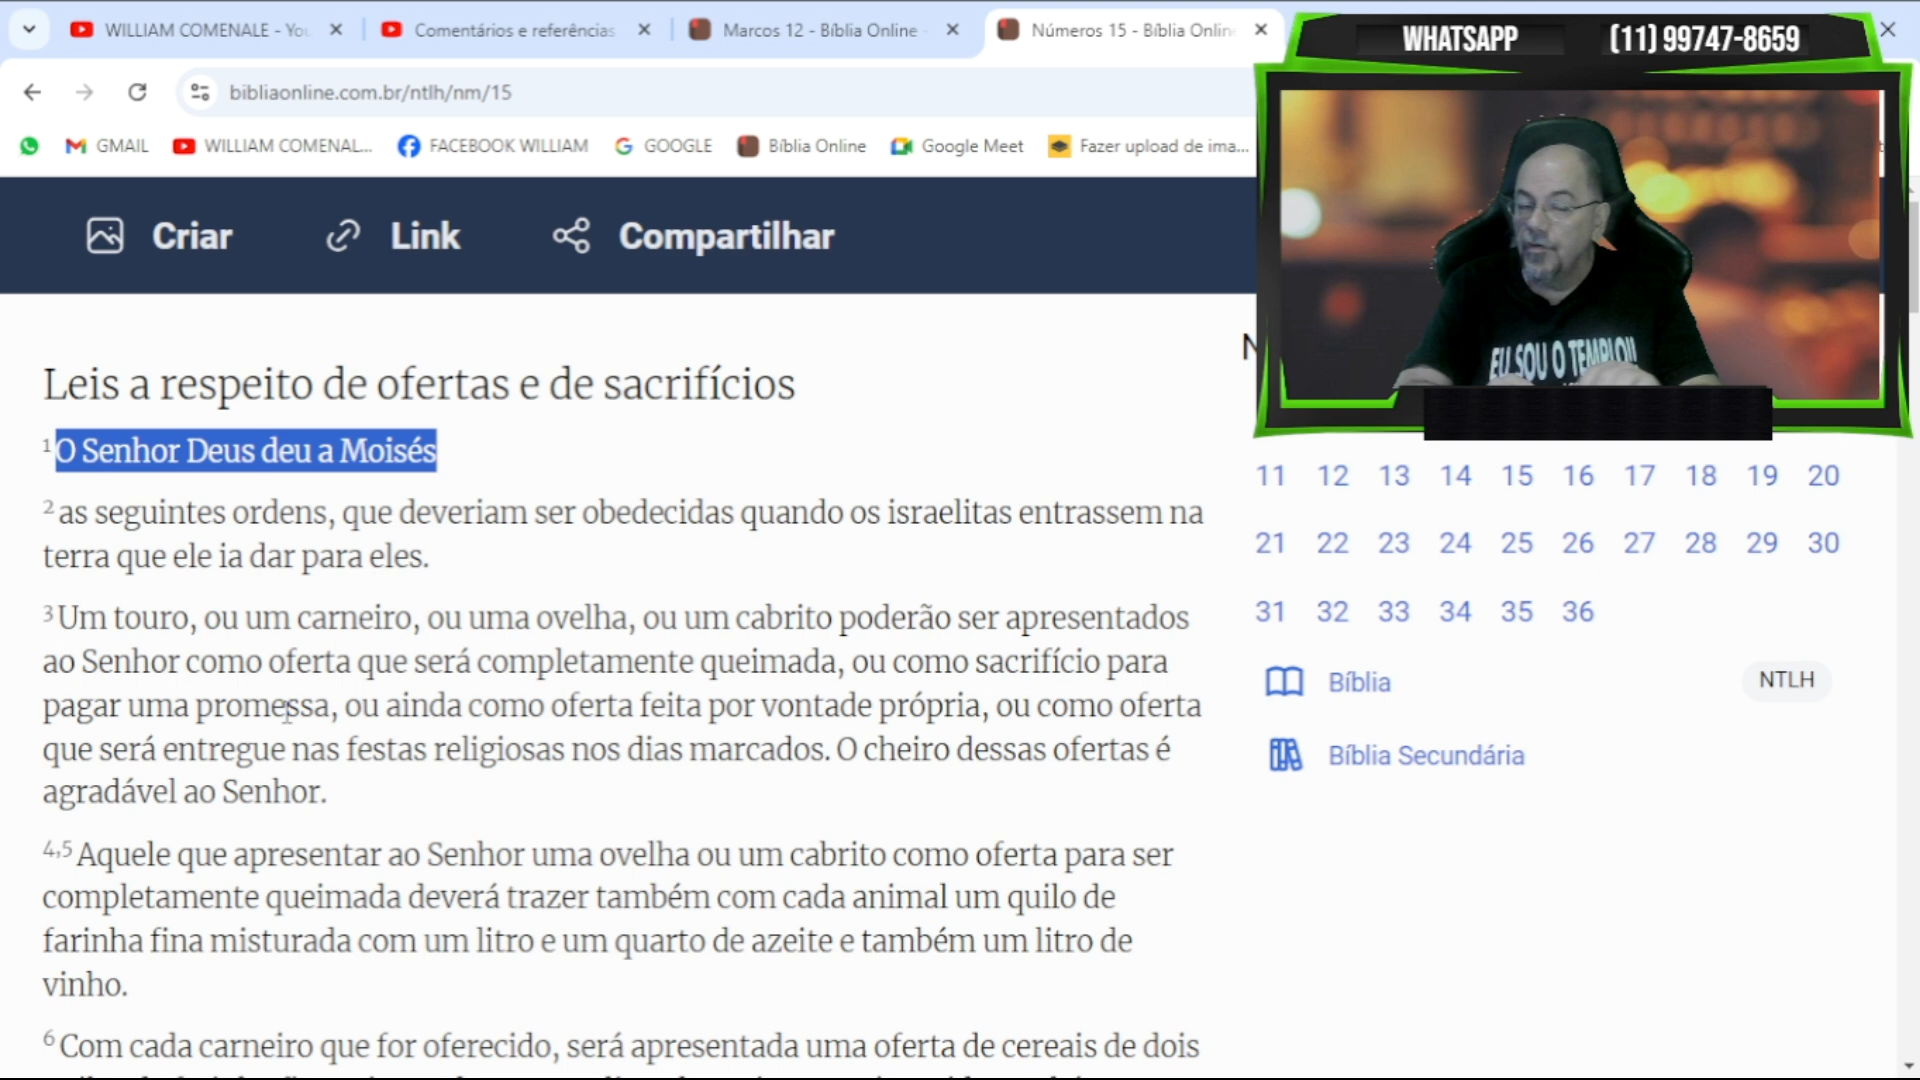 WILLIAM COMENALE - You
Comentários e referências
Marcos 12 - Bíblia Online -
Números 15 - Bíblia Onlin
WHATSAPP (11) 99747-8659
bibliaonline.com.br/ntlh/nm/15
GMAIL
WILLIAM COMENAL...
FACEBOOK WILLIAM
GOOGLE
Bíblia Online
Google Meet
Fazer upload de ima...
Criar
Link
Compartilhar
EU SOU O TEMPLO!!
Leis a respeito de ofertas e de sacrifícios
N
1 O Senhor Deus deu a Moisés
2 as seguintes ordens, que deveriam ser obedecidas quando os israelitas entrassem na
terra que ele ia dar para eles.
3 Um touro, ou um carneiro, ou uma ovelha, ou um cabrito poderão ser apresentados
ao Senhor como oferta que será completamente queimada, ou como sacrifício para
pagar uma promessa, ou ainda como oferta feita por vontade própria, ou como oferta
que será entregue nas festas religiosas nos dias marcados. O cheiro dessas ofertas é
agradável ao Senhor.
4,5 Aquele que apresentar ao Senhor uma ovelha ou um cabrito como oferta para ser
completamente queimada deverá trazer também com cada animal um quilo de
farinha fina misturada com um litro e um quarto de azeite e também um litro de
vinho.
6 Com cada carneiro que for oferecido, será apresentada uma oferta de cereais de dois
11 12 13 14 15 16 17 18 19 20
21 22 23 24 25 26 27 28 29 30
31 32 33 34 35 36
Bíblia NTLH
Bíblia Secundária